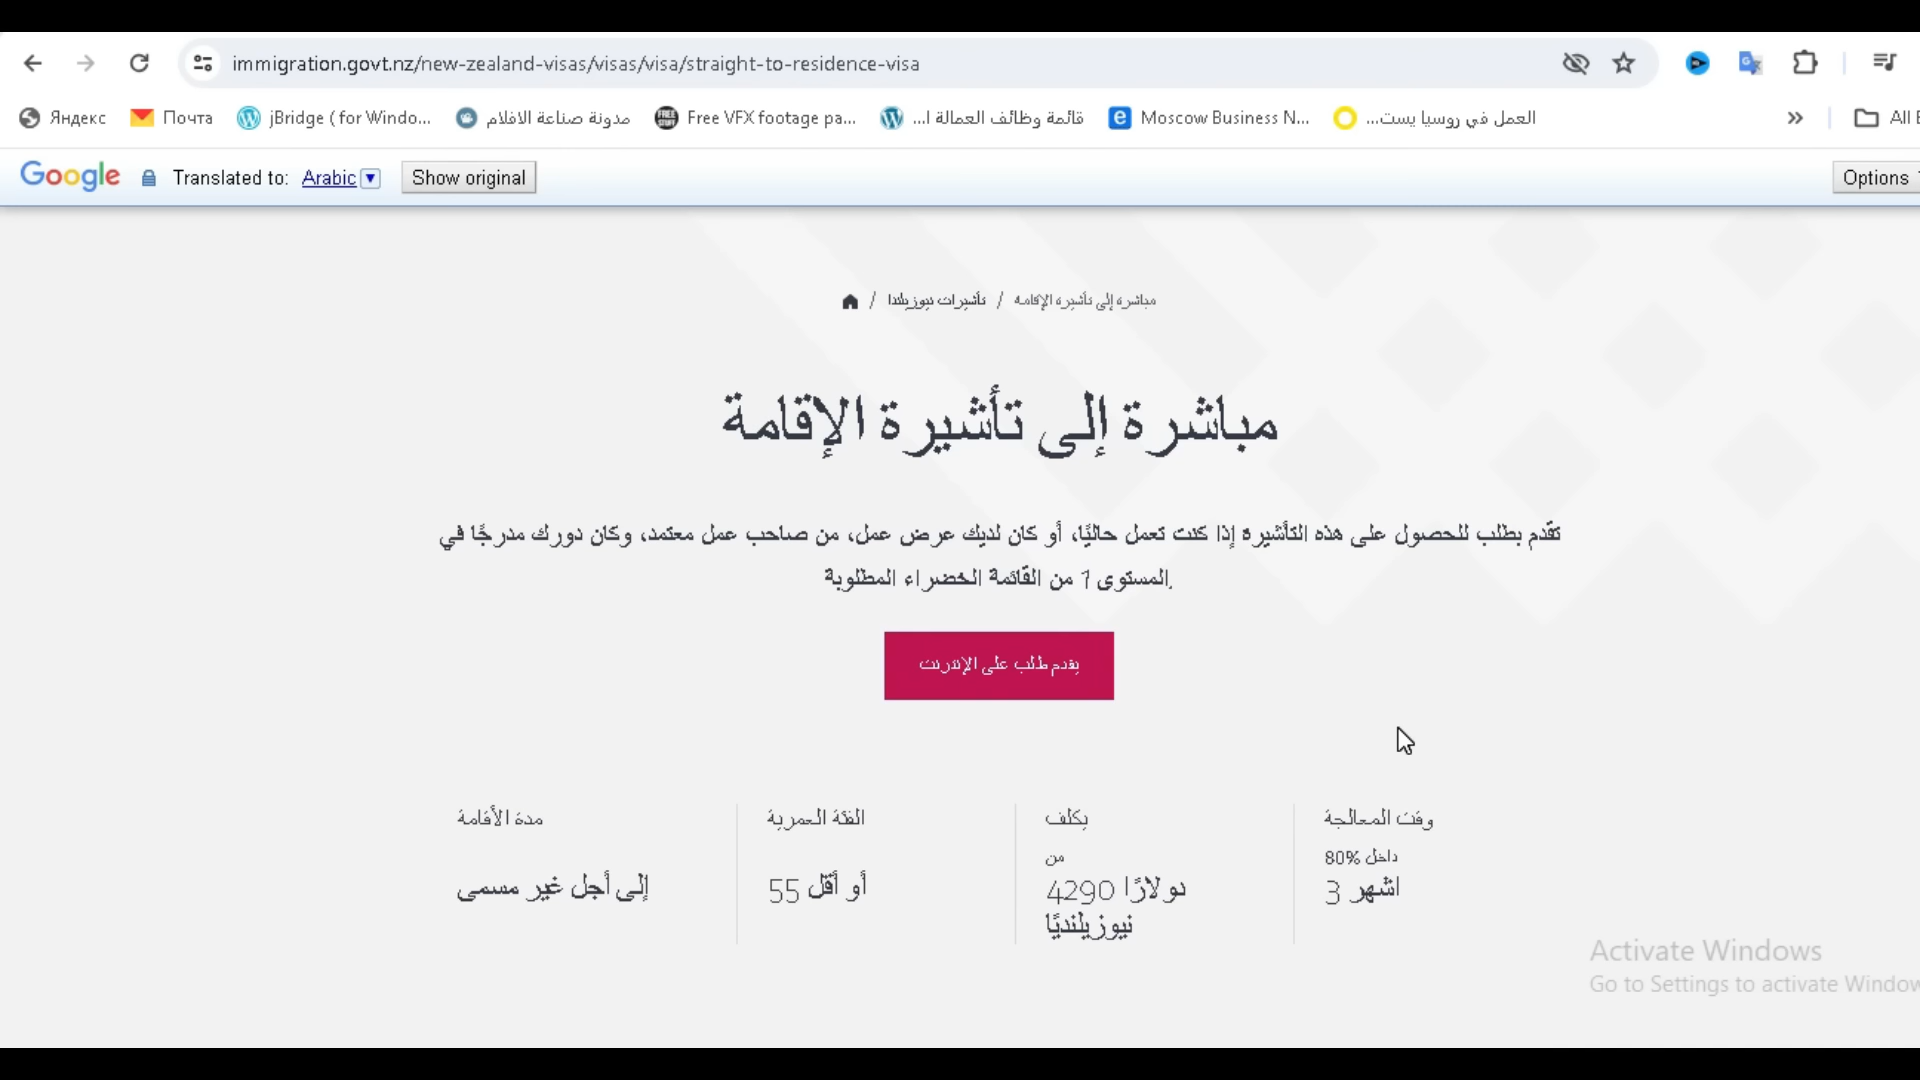 immigration.govt.nz/new-zealand-visas/visas/visa/straight-to-residence-visa
Яндекс
Почта
jBridge ( for Windo...
مدونة صناعة الافلام
Free VFX footage pa...
قائمة وظائف العمالة ا...
Moscow Business N...
العمل في روسيا يست...
All
Google Translated to: Arabic Show original
Options
/ تأشيرات نيوزيلندا / مباشرة إلى تأشيرة الإقامة
مباشرة إلى تأشيرة الإقامة
تقدم بطلب للحصول على هذه التأشيرة إذا كنت تعمل حاليًا، أو كان لديك عرض عمل، من صاحب عمل معتمد، وكان دورك مدرجًا في
المستوى 1 من القائمة الخضراء المطلوبة.
يقدم طلب على الإنترنت
مدة الأقامة
إلى أجل غير مسمى
الفئة العمرية
55 أو أقل
يكلف
من
4290 دولارًا
نيوزيلنديًا
وقت المعالجة
80% داخل
3 اشهر
Activate Windows
Go to Settings to activate Window